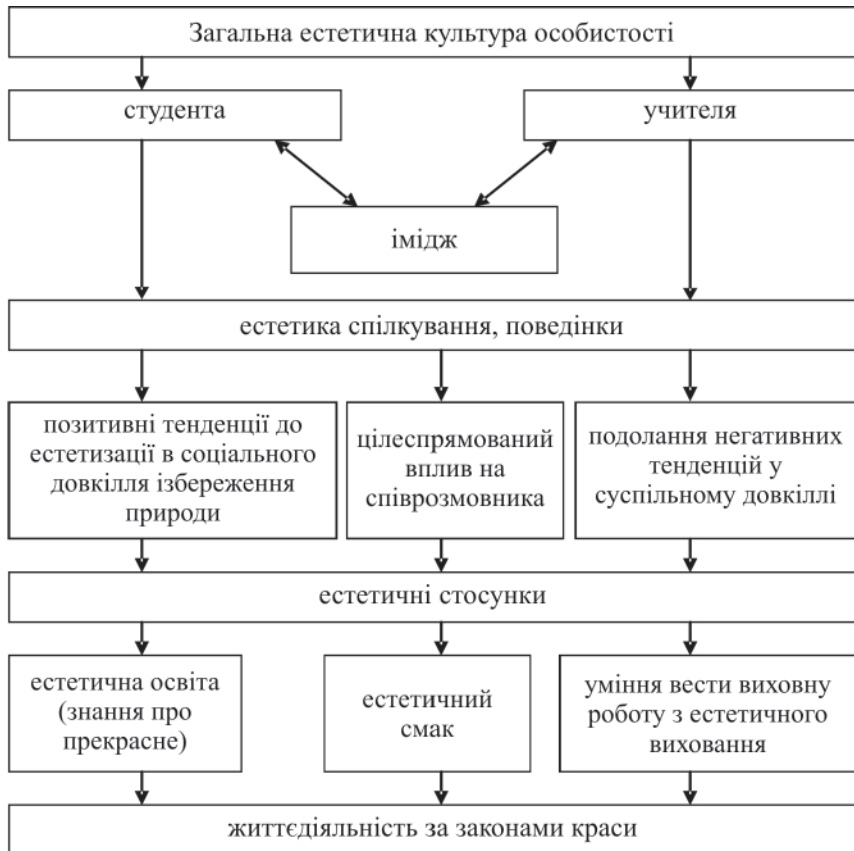 Загальна естетична культура особистості
студента
учителя
імідж
естетика спілкування, поведінки
позитивні тенденції до
естетизації в соціального
довкілля ізбереження
природи
цілеспрямований
вплив на
співрозмовника
подолання негативних
тенденцій у
суспільному довкіллі
естетичні стосунки
естетична освіта
(знання про
прекрасне)
естетичний
смак
уміння вести виховну
роботу з естетичного
виховання
життєдіяльність за законами краси